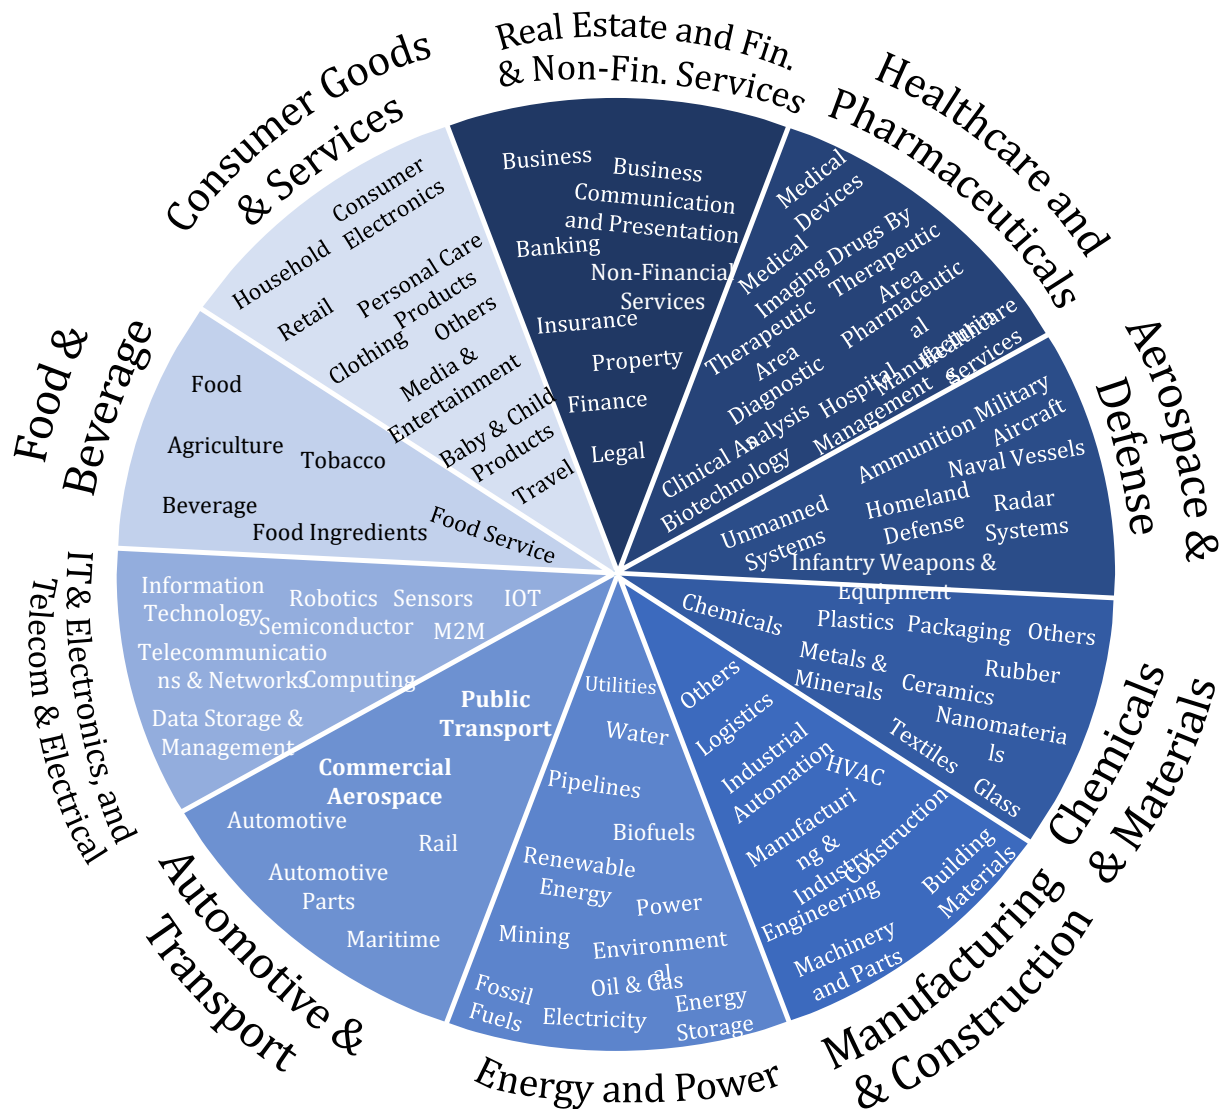 Real Estate and Fin.
& Non-Fin. Services
Business
Business
Communication
and Presentation
Banking
Non-Financial
Services
Insurance
Property
Finance
Legal
Healthcare and
Pharmaceuticals
Medical
Devices
Medical
Imaging
Drugs By
Therapeutic
Area
Therapeutic
Area
Pharmaceutic
al
Manufacturin
g
Healthcare
Services
Diagnostic
s
Hospital
Management
Clinical Analysis
Biotechnology
Aerospace &
Defense
Military
Aircraft
Ammunition
Naval Vessels
Homeland
Defense
Radar
Systems
Unmanned
Systems
Infantry Weapons &
Equipment
Chemicals
& Materials
Chemicals
Plastics
Packaging
Others
Metals &
Minerals
Rubber
Ceramics
Nanomateria
ls
Textiles
Glass
Manufacturing
& Construction
Others
Logistics
Industrial
Automation
HVAC
Manufacturi
ng &
Industry
Construction
Building
Materials
Engineering
Machinery
and Parts
Energy and Power
Utilities
Water
Pipelines
Biofuels
Renewable
Energy
Power
Mining
Environment
al
Oil & Gas
Fossil
Fuels
Electricity
Energy
Storage
Automotive &
Transport
Public
Transport
Commercial
Aerospace
Automotive
Rail
Automotive
Parts
Maritime
IT& Electronics, and
Telecom & Electrical
Information
Technology
Robotics
Sensors
IOT
Semiconductor
M2M
Telecommunicatio
ns & Networks
Computing
Data Storage &
Management
Food &
Beverage
Food
Agriculture
Tobacco
Beverage
Food Ingredients
Food Service
Consumer Goods
& Services
Consumer
Electronics
Household
Personal Care
Products
Retail
Others
Clothing
Media &
Entertainment
Baby & Child
Products
Travel